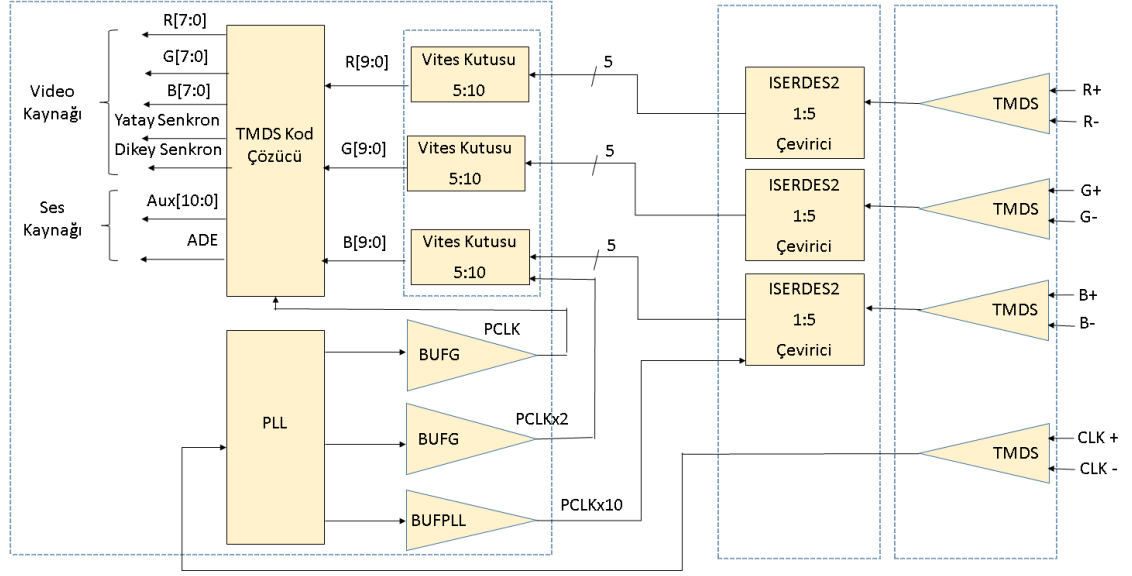 R[7:0]
G[7:0]
B[7:0]
Yatay Senkron
Dikey Senkron
Aux[10:0]
ADE
Video
Kaynağı
Ses
Kaynağı
TMDS Kod
Çözücü
R[9:0]
G[9:0]
B[9:0]
Vites Kutusu
5:10
Vites Kutusu
5:10
Vites Kutusu
5:10
5
5
5
ISERDES2
1:5
Çevirici
ISERDES2
1:5
Çevirici
ISERDES2
1:5
Çevirici
TMDS
R+
R-
TMDS
G+
G-
TMDS
B+
B-
TMDS
CLK +
CLK -
PLL
BUFG
PCLK
BUFG
PCLKx2
BUFPLL
PCLKx10